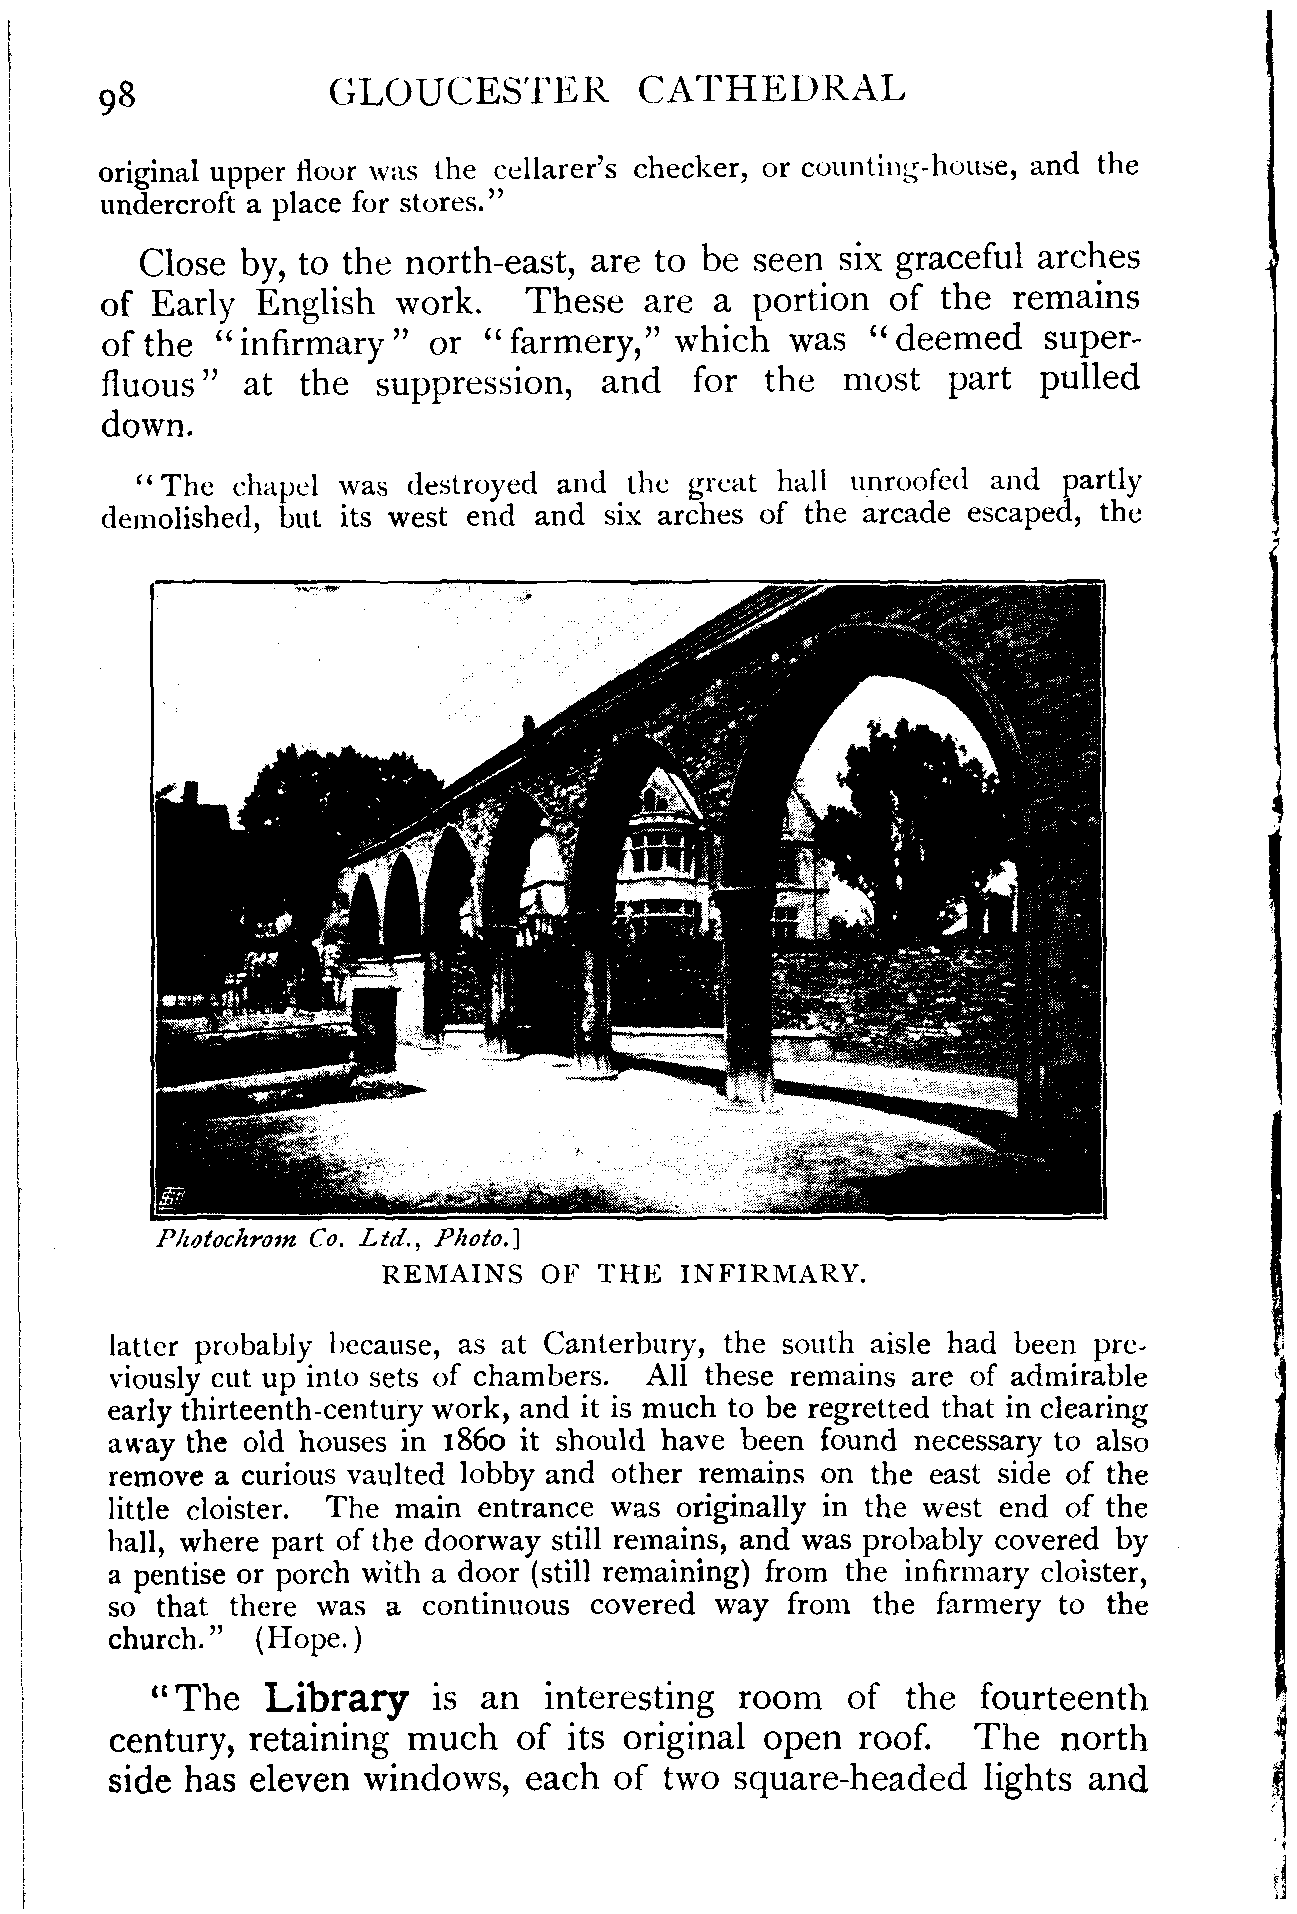 98 GLOUCESTER CATHEDRAL
original upper floor was the cellarer's checker, or counting-house, and the
undercroft a place for stores."
Close by, to the north-east, are to be seen six graceful arches
of Early English work. These are a portion of the remains
of the "infirmary" or "farmery," which was "deemed super-
fluous" at the suppression, and for the most part pulled
down.
"The chapel was destroyed and the great hall unroofed and partly
demolished, but its west end and six arches of the arcade escaped, the
Photochrom Co. Ltd., Photo.]
REMAINS OF THE INFIRMARY.
latter probably because, as at Canterbury, the south aisle had been pre-
viously cut up into sets of chambers. All these remains are of admirable
early thirteenth-century work, and it is much to be regretted that in clearing
away the old houses in 1860 it should have been found necessary to also
remove a curious vaulted lobby and other remains on the east side of the
little cloister. The main entrance was originally in the west end of the
hall, where part of the doorway still remains, and was probably covered by
a pentise or porch with a door (still remaining) from the infirmary cloister,
so that there was a continuous covered way from the farmery to the
church." (Hope.)
"The Library is an interesting room of the fourteenth
century, retaining much of its original open roof. The north
side has eleven windows, each of two square-headed lights and